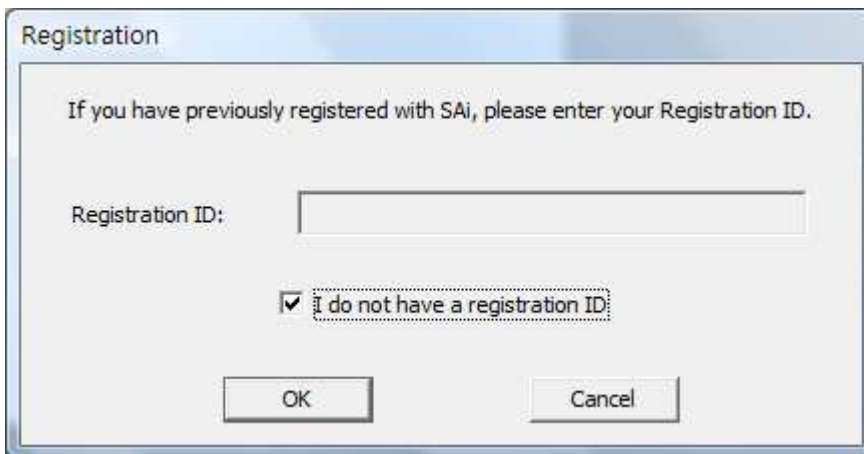 Registration
If you have previously registered with SAi, please enter your Registration ID.
Registration ID:
I do not have a registration ID
OK Cancel